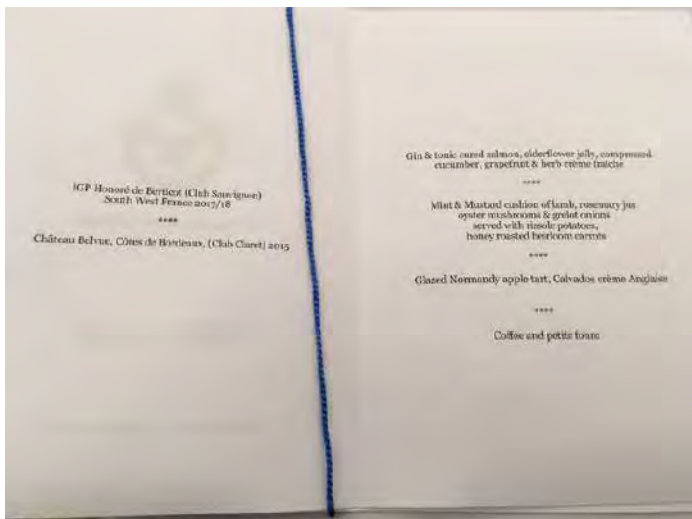 IGP Honoré de Berticot (Club Sauvignon)
South West France 2017/18
****
Château Belvue, Côtes de Bordeaux, (Club Claret) 2015
Gin & tonic cured salmon, elderflower jelly, compressed
cucumber, grapefruit & herb crème fraîche
****
Mint & Mustard cushion of lamb, rosemary jus
oyster mushrooms & grelot onions
served with rissole potatoes,
honey roasted heirloom carrots
****
Glazed Normandy apple tart, Calvados crème Anglaise
****
Coffee and petits fours